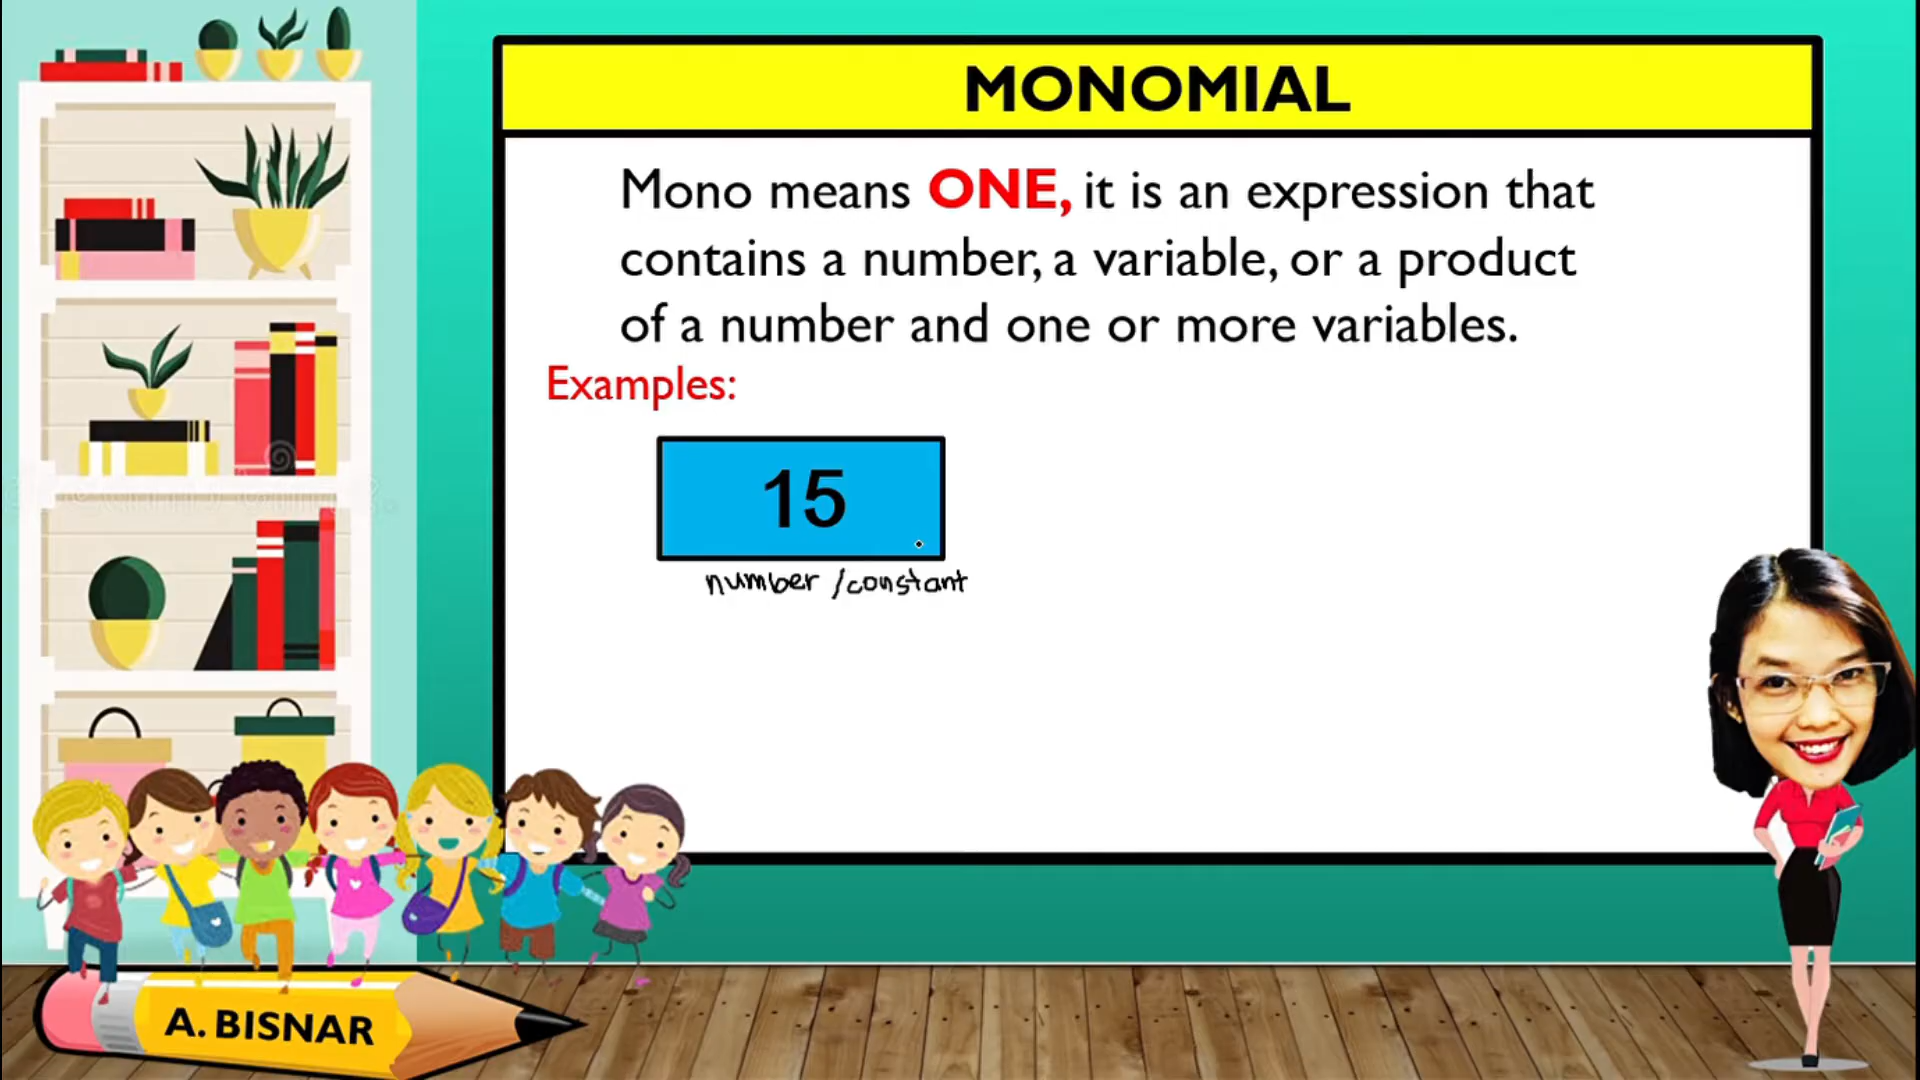 MONOMIAL
Mono means ONE, it is an expression that
contains a number, a variable, or a product
of a number and one or more variables.
Examples:
15
number /constant
A. BISNAR